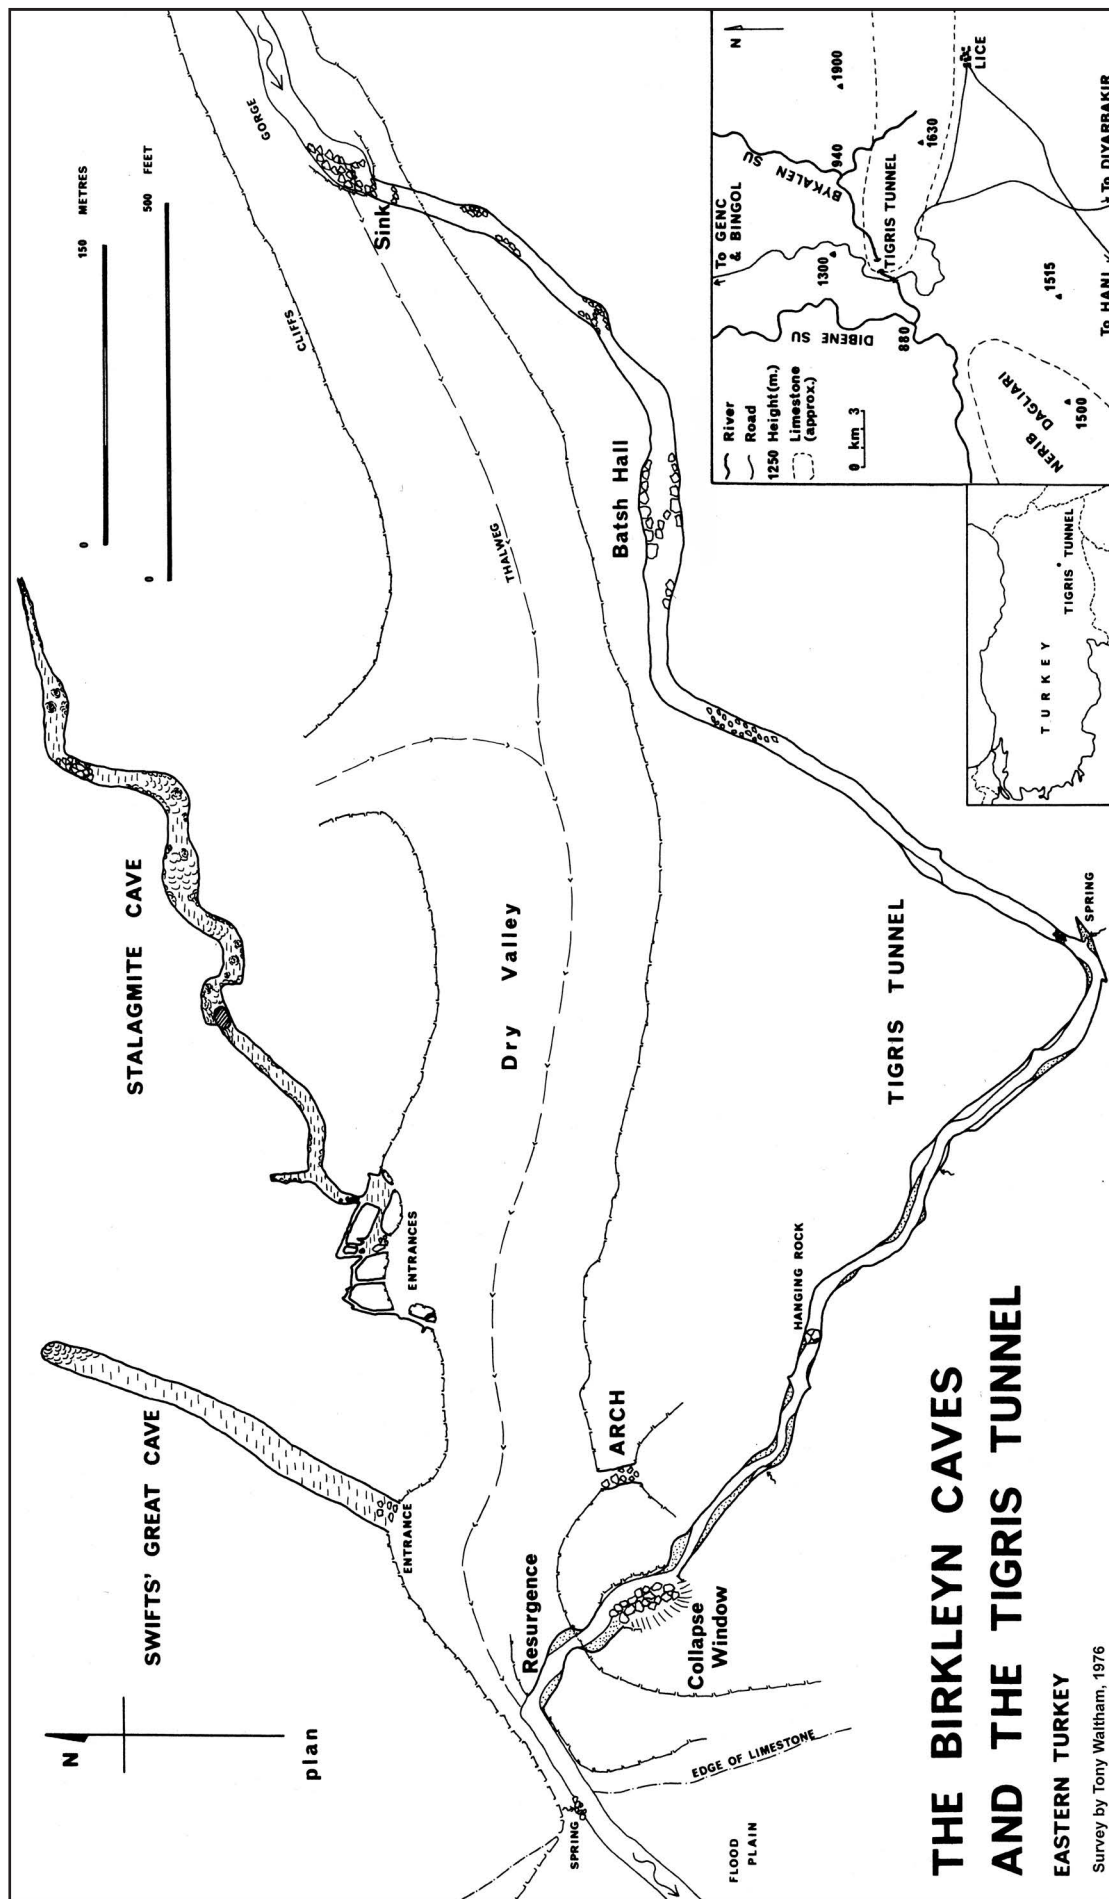 N
plan
SWIFTS' GREAT CAVE
ENTRANCE
STALAGMITE CAVE
ENTRANCES
0 150 METRES
0 500 FEET
GORGE
CLIFFS
Sink
THALWEG
Dry Valley
Batsh Hall
ARCH
Resurgence
Collapse
Window
HANGING ROCK
TIGRIS TUNNEL
SPRING
SPRING
EDGE OF LIMESTONE
FLOOD
PLAIN
THE BIRKLEYN CAVES
AND THE TIGRIS TUNNEL
EASTERN TURKEY
Survey by Tony Waltham, 1976
TURKEY
TIGRIS TUNNEL
N
To GENC
& BINGOL
BYKALEN SU
1900
940
1300
TIGRIS TUNNEL
1630
LICE
DIBENE SU
880
River
Road
1250 Height(m.)
Limestone
(approx.)
0 km 3
NERIB
DAGLIARI
1500
1515
To HANI
To DIYARBAKIR